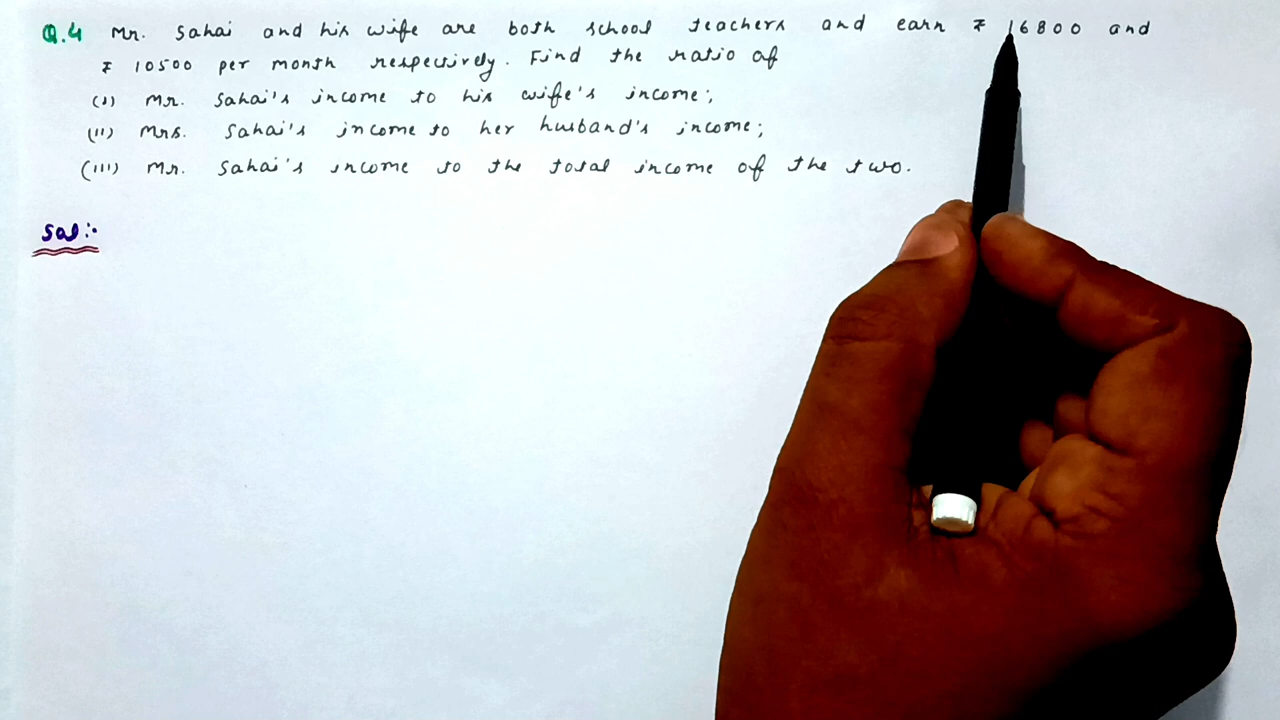 Q.4 Mr. Sahai and his wife are both school teachers and earn ₹ 16800 and
₹ 10500 per month respectively. Find the ratio of
(i) Mr. Sahai's income to his wife's income;
(ii) Mrs. Sahai's income to her husband's income;
(iii) Mr. Sahai's income to the total income of the two.
Sol:-